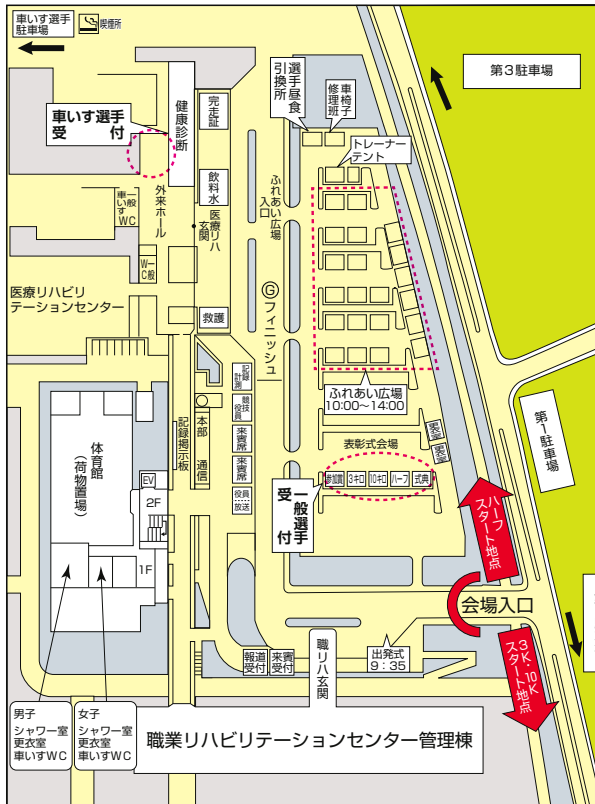 車いす選手
駐車場
喫煙所
第3駐車場
選手昼食
引換所
車椅子
修理班
健康診断
完走証
車いす選手
受 付
トレーナー
テント
ふれあい広場
入口
飲料水
一般
車いす
WC
外来ホール
医療リハ
玄関
一般
WC
Ⓖフィニッシュ
医療リハビリ
テーションセンター
救護
記録
計測
競技
役員
ふれあい広場
10:00〜14:00
第1駐車場
来賓席
来賓席
役員
放送
記録掲示板
本部
通信
体育館
(荷物置場)
EV
2F
1F
表彰式会場
参加賞
3キロ
10キロ
ハーフ
式典
一般選手
受 付
ハーフ
スタート地点
会場入口
3K・10K
スタート地点
職リハ玄関
出発式
9:35
報道
受付
来賓
受付
男子
シャワー室
更衣室
車いすWC
女子
シャワー室
更衣室
車いすWC
職業リハビリテーションセンター管理棟